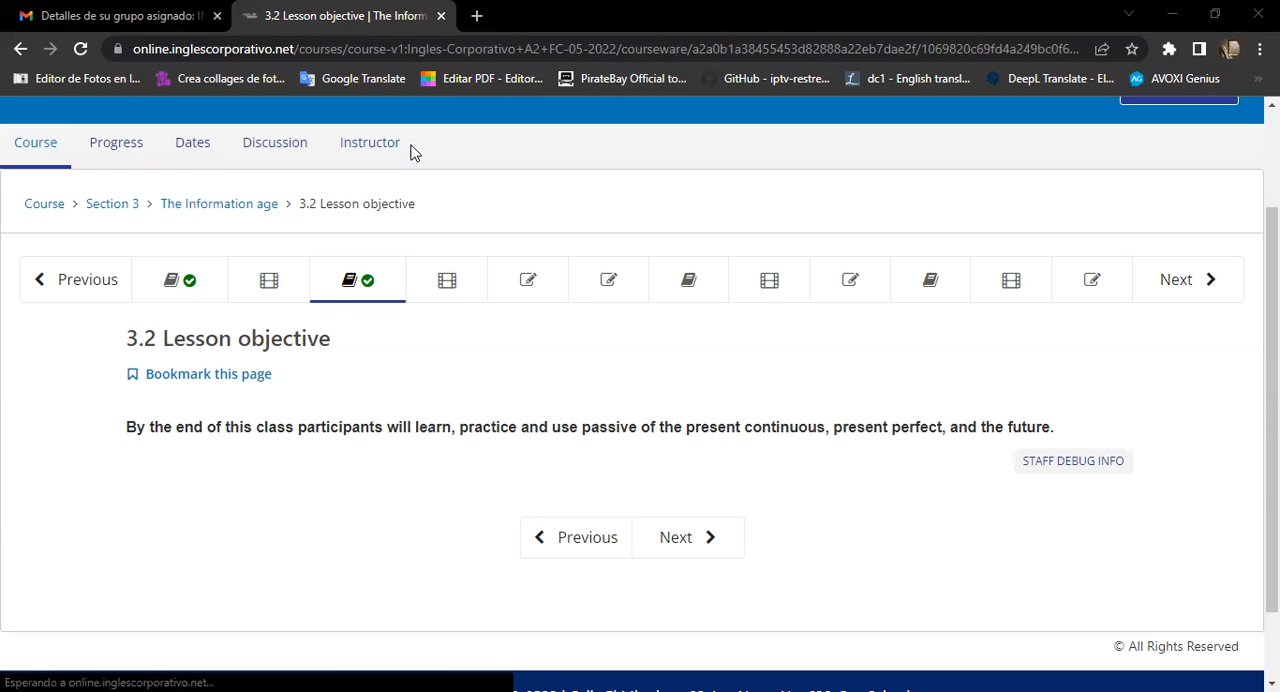 Detalles de su grupo asignado: I
3.2 Lesson objective | The Inform
online.inglescorporativo.net/courses/course-v1:Ingles-Corporativo+A2+FC-05-2022/courseware/a2a0b1a38455453d82888a22eb7dae2f/1069820c69fd4a249bc0f6...
Editor de Fotos en l...
Crea collages de fot...
Google Translate
Editar PDF - Editor...
PirateBay Official to...
GitHub - iptv-restre...
dc1 - English transl...
DeepL Translate - El...
AVOXI Genius
»
Course
Progress
Dates
Discussion
Instructor
Course > Section 3 > The Information age > 3.2 Lesson objective
Previous
Next
3.2 Lesson objective
Bookmark this page
By the end of this class participants will learn, practice and use passive of the present continuous, present perfect, and the future.
STAFF DEBUG INFO
Previous
Next
© All Rights Reserved
Esperando a online.inglescorporativo.net...